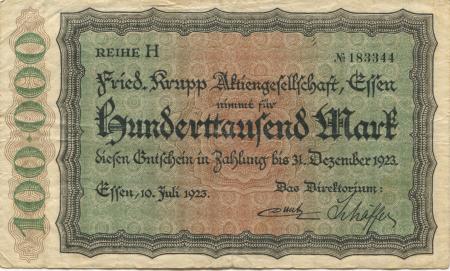 100·000
REIHE H
№ 183344
Fried. Krupp Aktiengesellschaft, Essen
nimmt für
Hunderttausend Mark
diesen Gutschein in Zahlung bis 31. Dezember 1923.
Essen, 10. Juli 1923.
Das Direktorium:
Schäffer